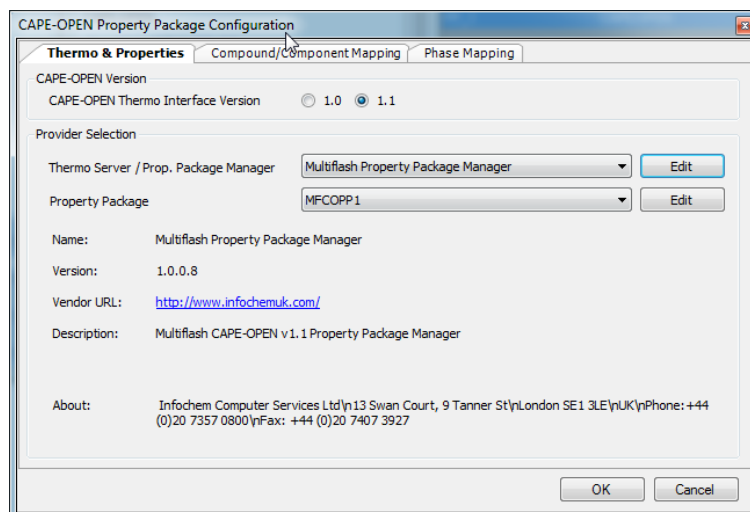 CAPE-OPEN Property Package Configuration
Thermo & Properties
Compound/Component Mapping
Phase Mapping
CAPE-OPEN Version
CAPE-OPEN Thermo Interface Version
1.0
1.1
Provider Selection
Thermo Server / Prop. Package Manager
Multiflash Property Package Manager
Edit
Property Package
MFCOPP1
Edit
Name:
Multiflash Property Package Manager
Version:
1.0.0.8
Vendor URL:
http://www.infochemuk.com/
Description:
Multiflash CAPE-OPEN v1.1 Property Package Manager
About:
Infochem Computer Services Ltd\n13 Swan Court, 9 Tanner St\nLondon SE1 3LE\nUK\nPhone: +44
(0)20 7357 0800\nFax: +44 (0)20 7407 3927
OK
Cancel